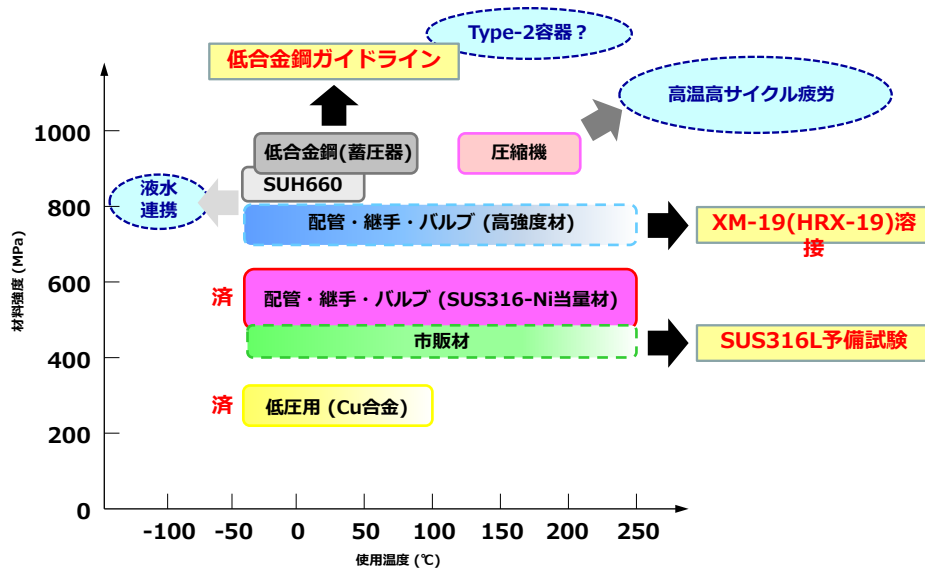 Type-2容器？
低合金鋼ガイドライン
高温高サイクル疲労
1000
低合金鋼(蓄圧器)
圧縮機
SUH660
液水
連携
800
配管・継手・バルブ (高強度材)
XM-19(HRX-19)溶
接
材料強度 (MPa)
600
済
配管・継手・バルブ (SUS316-Ni当量材)
市販材
SUS316L予備試験
400
済
低圧用 (Cu合金)
200
0
-100
-50
0
50
100
150
200
250
使用温度 (℃)